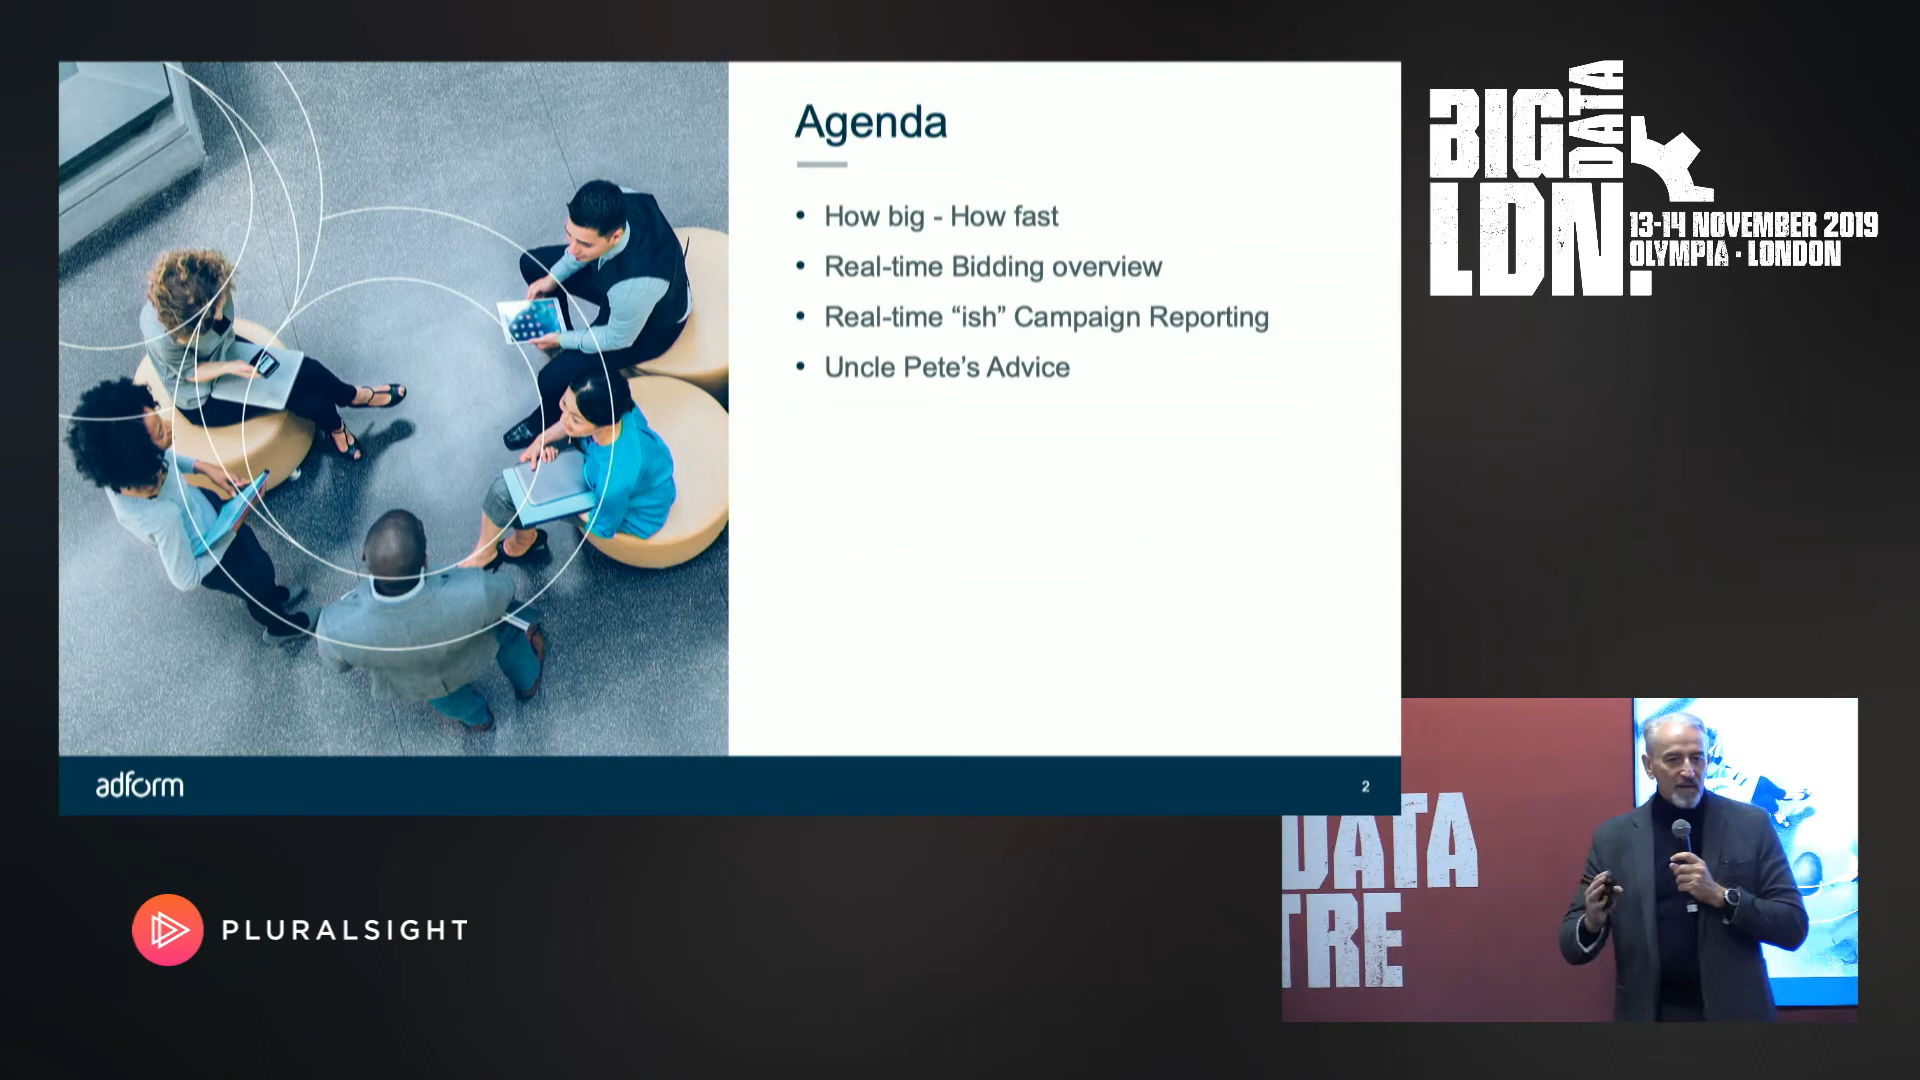 Agenda
• How big - How fast
• Real-time Bidding overview
• Real-time “ish” Campaign Reporting
• Uncle Pete’s Advice
adform
2
BIG DATA
LDN.
13-14 NOVEMBER 2019
OLYMPIA · LONDON
DATA
TRE
PLURALSIGHT